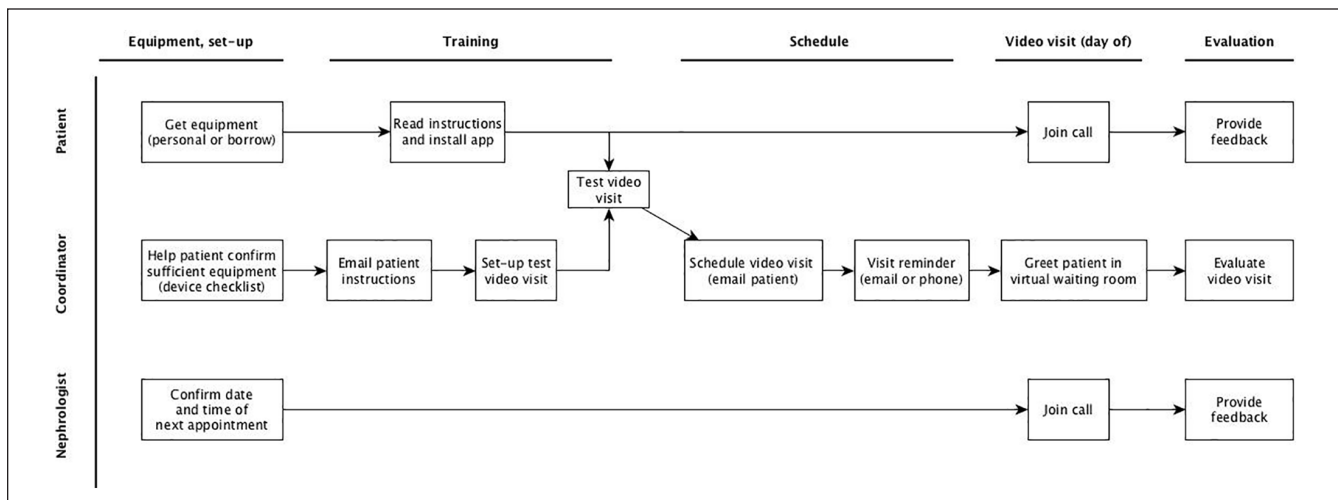 Equipment, set-up
Training
Schedule
Video visit (day of)
Evaluation
Patient
Get equipment
(personal or borrow)
Read instructions
and install app
Join call
Provide
feedback
Test video
visit
Coordinator
Help patient confirm
sufficient equipment
(device checklist)
Email patient
instructions
Set-up test
video visit
Schedule video visit
(email patient)
Visit reminder
(email or phone)
Greet patient in
virtual waiting room
Evaluate
video visit
Nephrologist
Confirm date
and time of
next appointment
Join call
Provide
feedback